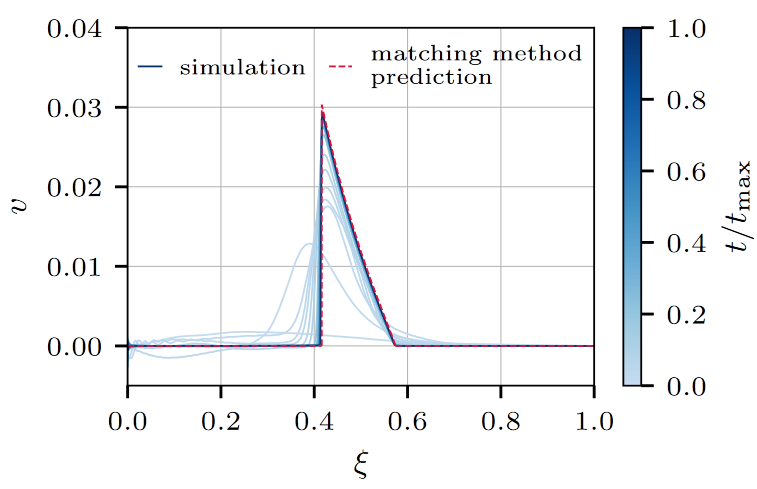 0.04
0.03
0.02
0.01
0.00
v
simulation
matching method
prediction
0.0 0.2 0.4 0.6 0.8 1.0
ξ
1.0
0.8
0.6
0.4
0.2
0.0
t/tmax